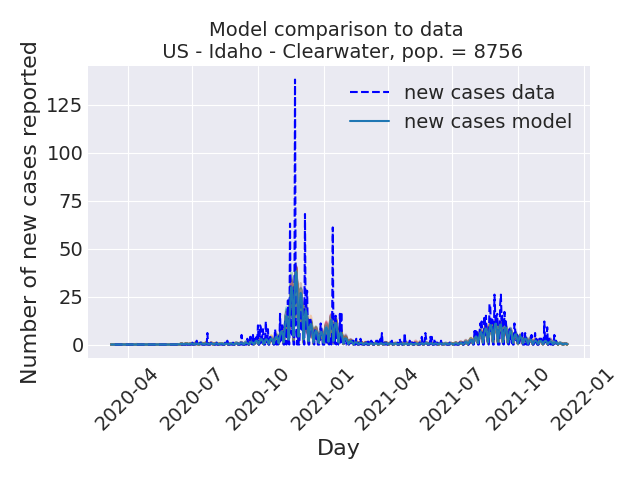 Model comparison to data
US - Idaho - Clearwater, pop. = 8756
Number of new cases reported
125
100
75
50
25
0
new cases data
new cases model
2020-04
2020-07
2020-10
2021-01
2021-04
2021-07
2021-10
2022-01
Day